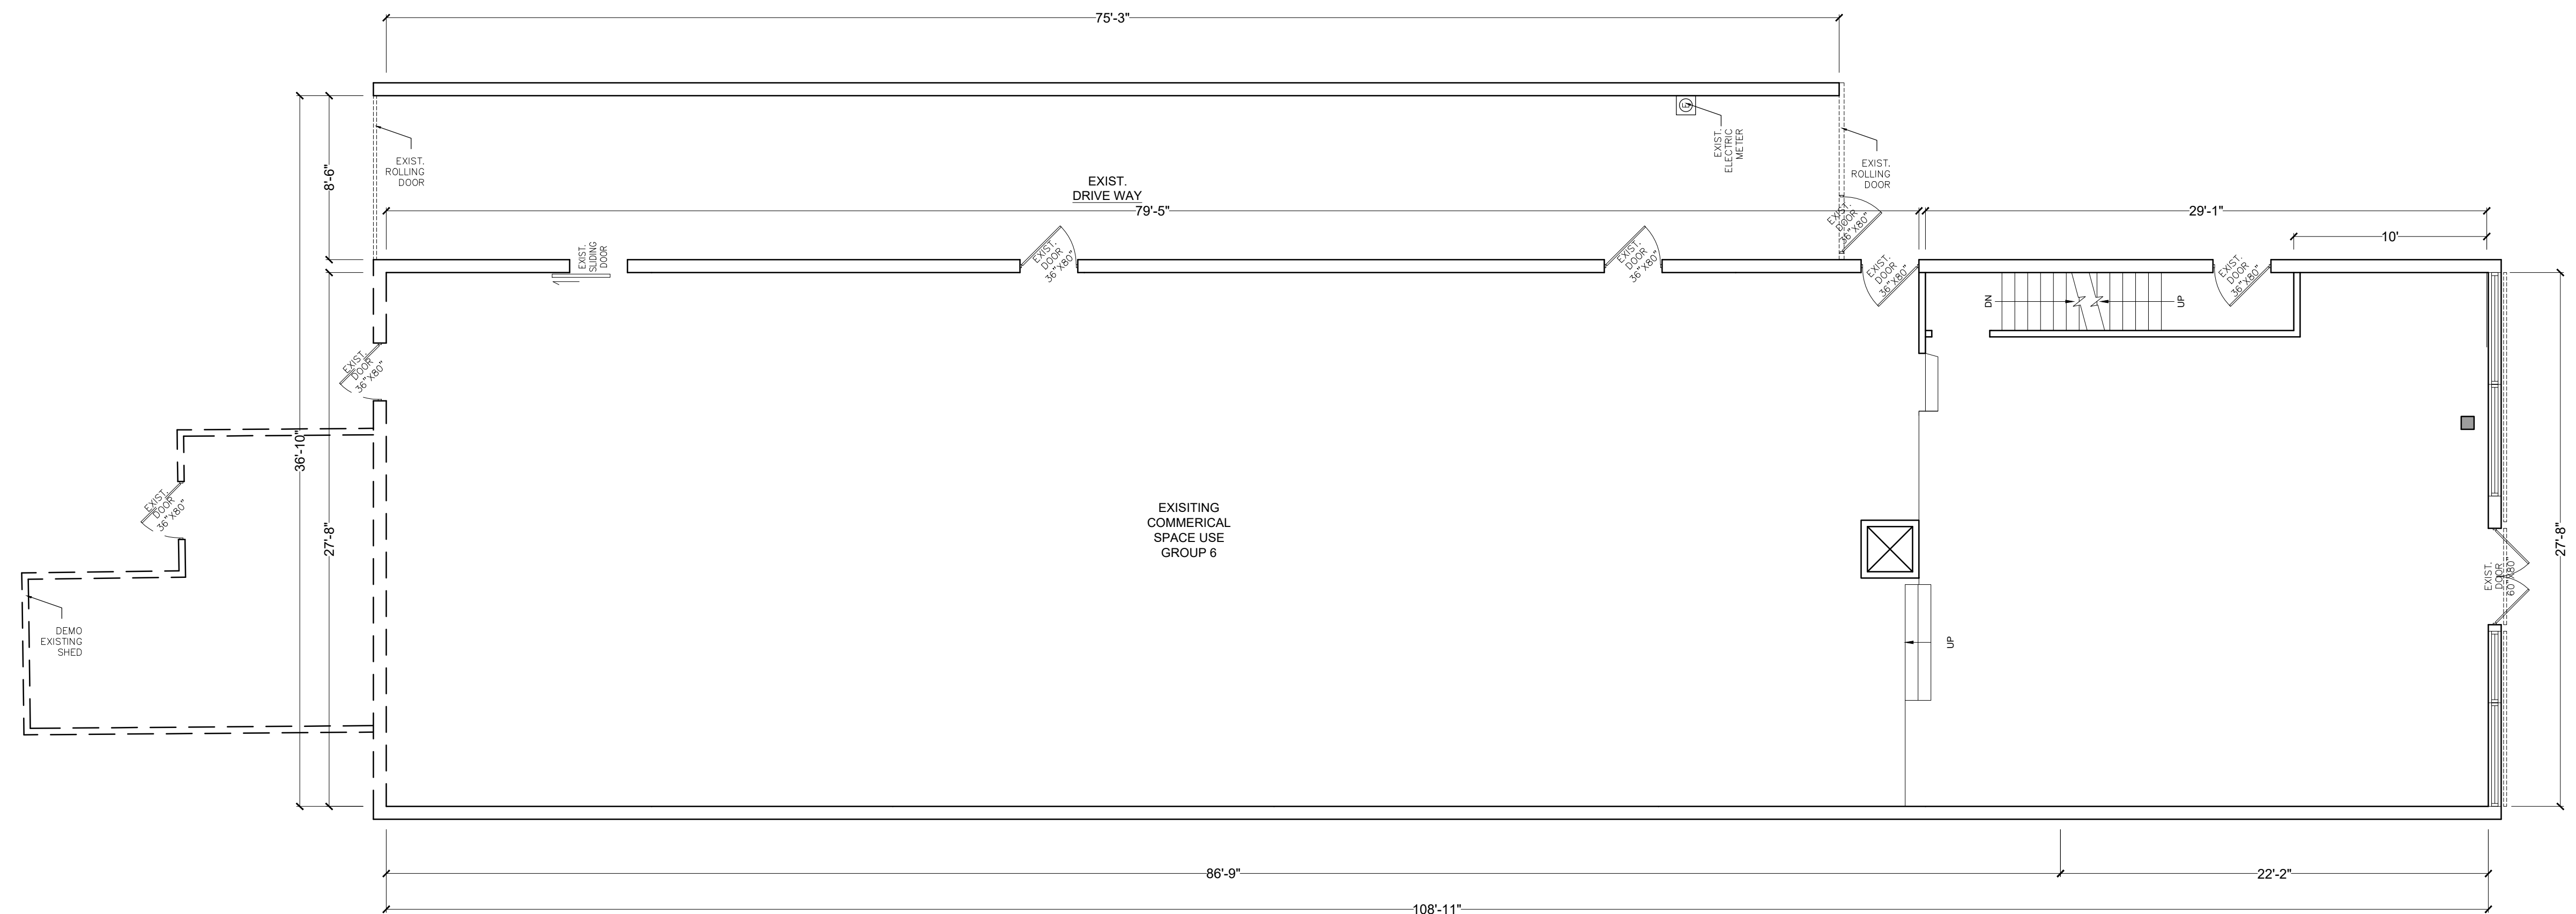 75'-3"
EXIST.
ROLLING
DOOR
8'-6"
EXIST.
DRIVE WAY
79'-5"
E
EXIST.
ELECTRIC
METER
EXIST.
ROLLING
DOOR
EXIST.
DOOR
36"X80"
29'-1"
10'
EXIST.
SLIDING
DOOR
EXIST.
DOOR
36"X80"
EXIST.
DOOR
36"X80"
EXIST.
DOOR
36"X80"
EXIST.
DOOR
36"X80"
DN
UP
EXIST.
DOOR
36"X80"
36'-10"
27'-8"
EXIST.
DOOR
36"X80"
EXISITING
COMMERICAL
SPACE USE
GROUP 6
EXIST.
DOOR
60"X80"
27'-8"
DEMO
EXISTING
SHED
UP
86'-9"
22'-2"
108'-11"